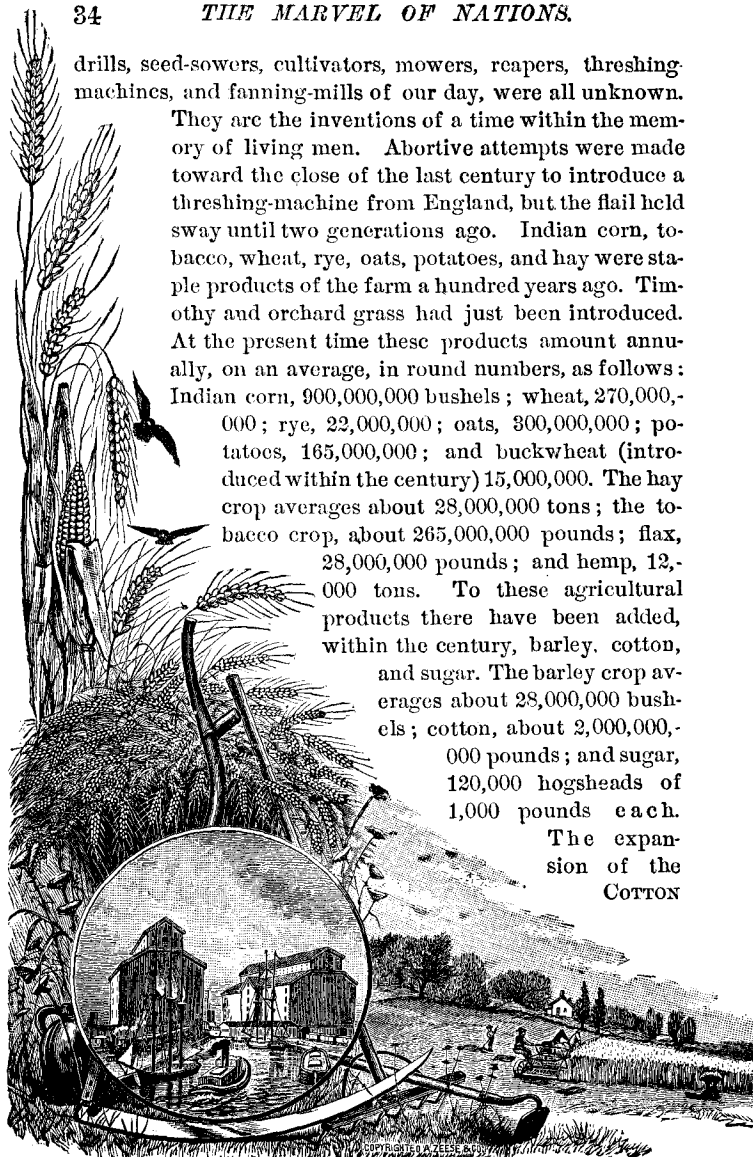 34 THE MARVEL OF NATIONS.
drills, seed-sowers, cultivators, mowers, reapers, threshing-
machines, and fanning-mills of our day, were all unknown.
They are the inventions of a time within the mem-
ory of living men. Abortive attempts were made
toward the close of the last century to introduce a
threshing-machine from England, but the flail held
sway until two generations ago. Indian corn, to-
bacco, wheat, rye, oats, potatoes, and hay were sta-
ple products of the farm a hundred years ago. Tim-
othy and orchard grass had just been introduced.
At the present time these products amount annu-
ally, on an average, in round numbers, as follows:
Indian corn, 900,000,000 bushels; wheat, 270,000,-
000; rye, 22,000,000; oats, 300,000,000; po-
tatoes, 165,000,000; and buckwheat (intro-
duced within the century) 15,000,000. The hay
crop averages about 28,000,000 tons; the to-
bacco crop, about 265,000,000 pounds; flax,
28,000,000 pounds; and hemp, 12,-
000 tons. To these agricultural
products there have been added,
within the century, barley, cotton,
and sugar. The barley crop av-
erages about 28,000,000 bush-
els; cotton, about 2,000,000,-
000 pounds; and sugar,
120,000 hogsheads of
1,000 pounds each.
The expan-
sion of the
COTTON
COPYRIGHTED A. ZEESE & CO.